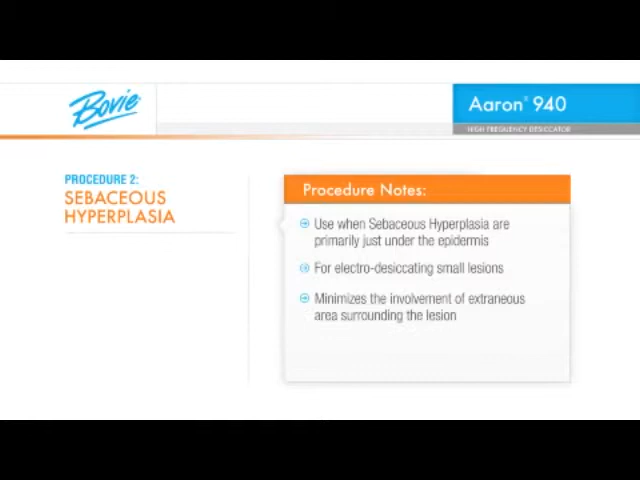 Bovie
Aaron® 940
HIGH FREQUENCY DESICCATOR
PROCEDURE 2:
SEBACEOUS
HYPERPLASIA
Procedure Notes:
Use when Sebaceous Hyperplasia are
primarily just under the epidermis
For electro-desiccating small lesions
Minimizes the involvement of extraneous
area surrounding the lesion